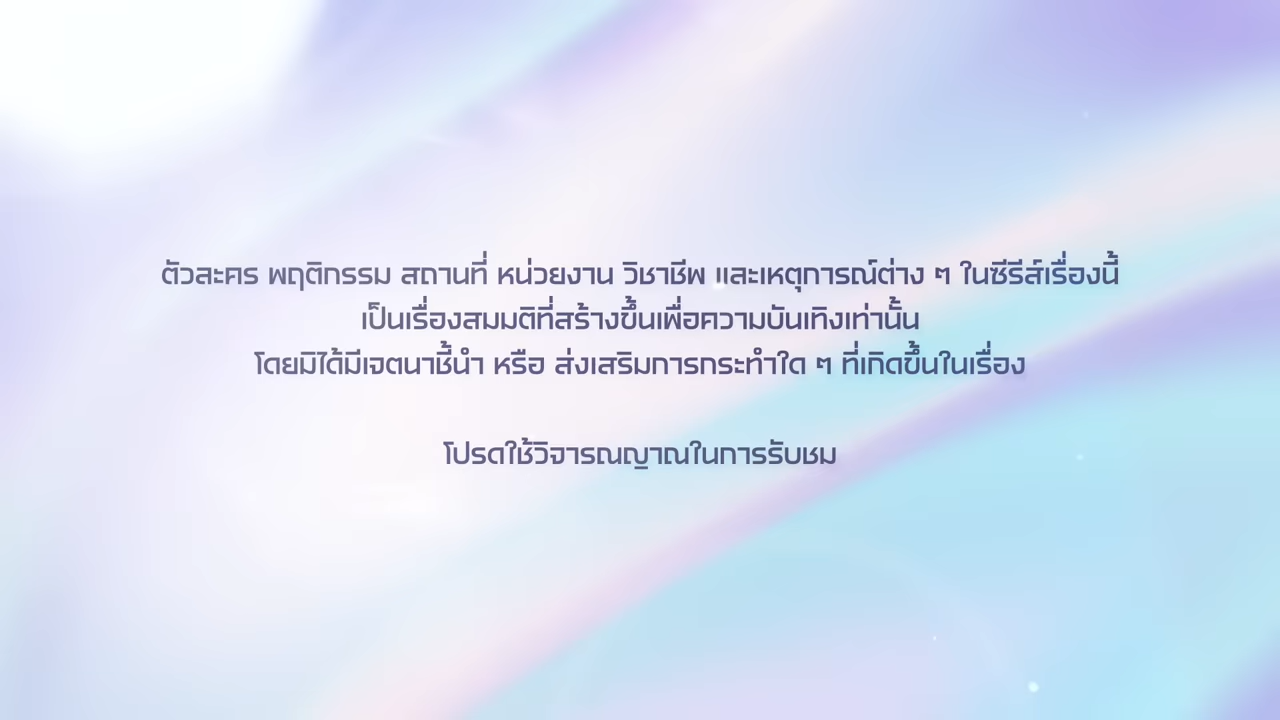 ตัวละคร พฤติกรรม สถานที่ หน่วยงาน วิชาชีพ และเหตุการณ์ต่าง ๆ ในซีรีส์เรื่องนี้
เป็นเรื่องสมมติที่สร้างขึ้นเพื่อความบันเทิงเท่านั้น
โดยมิได้มีเจตนาชี้นำ หรือ ส่งเสริมการกระทำใด ๆ ที่เกิดขึ้นในเรื่อง
โปรดใช้วิจารณญาณในการรับชม